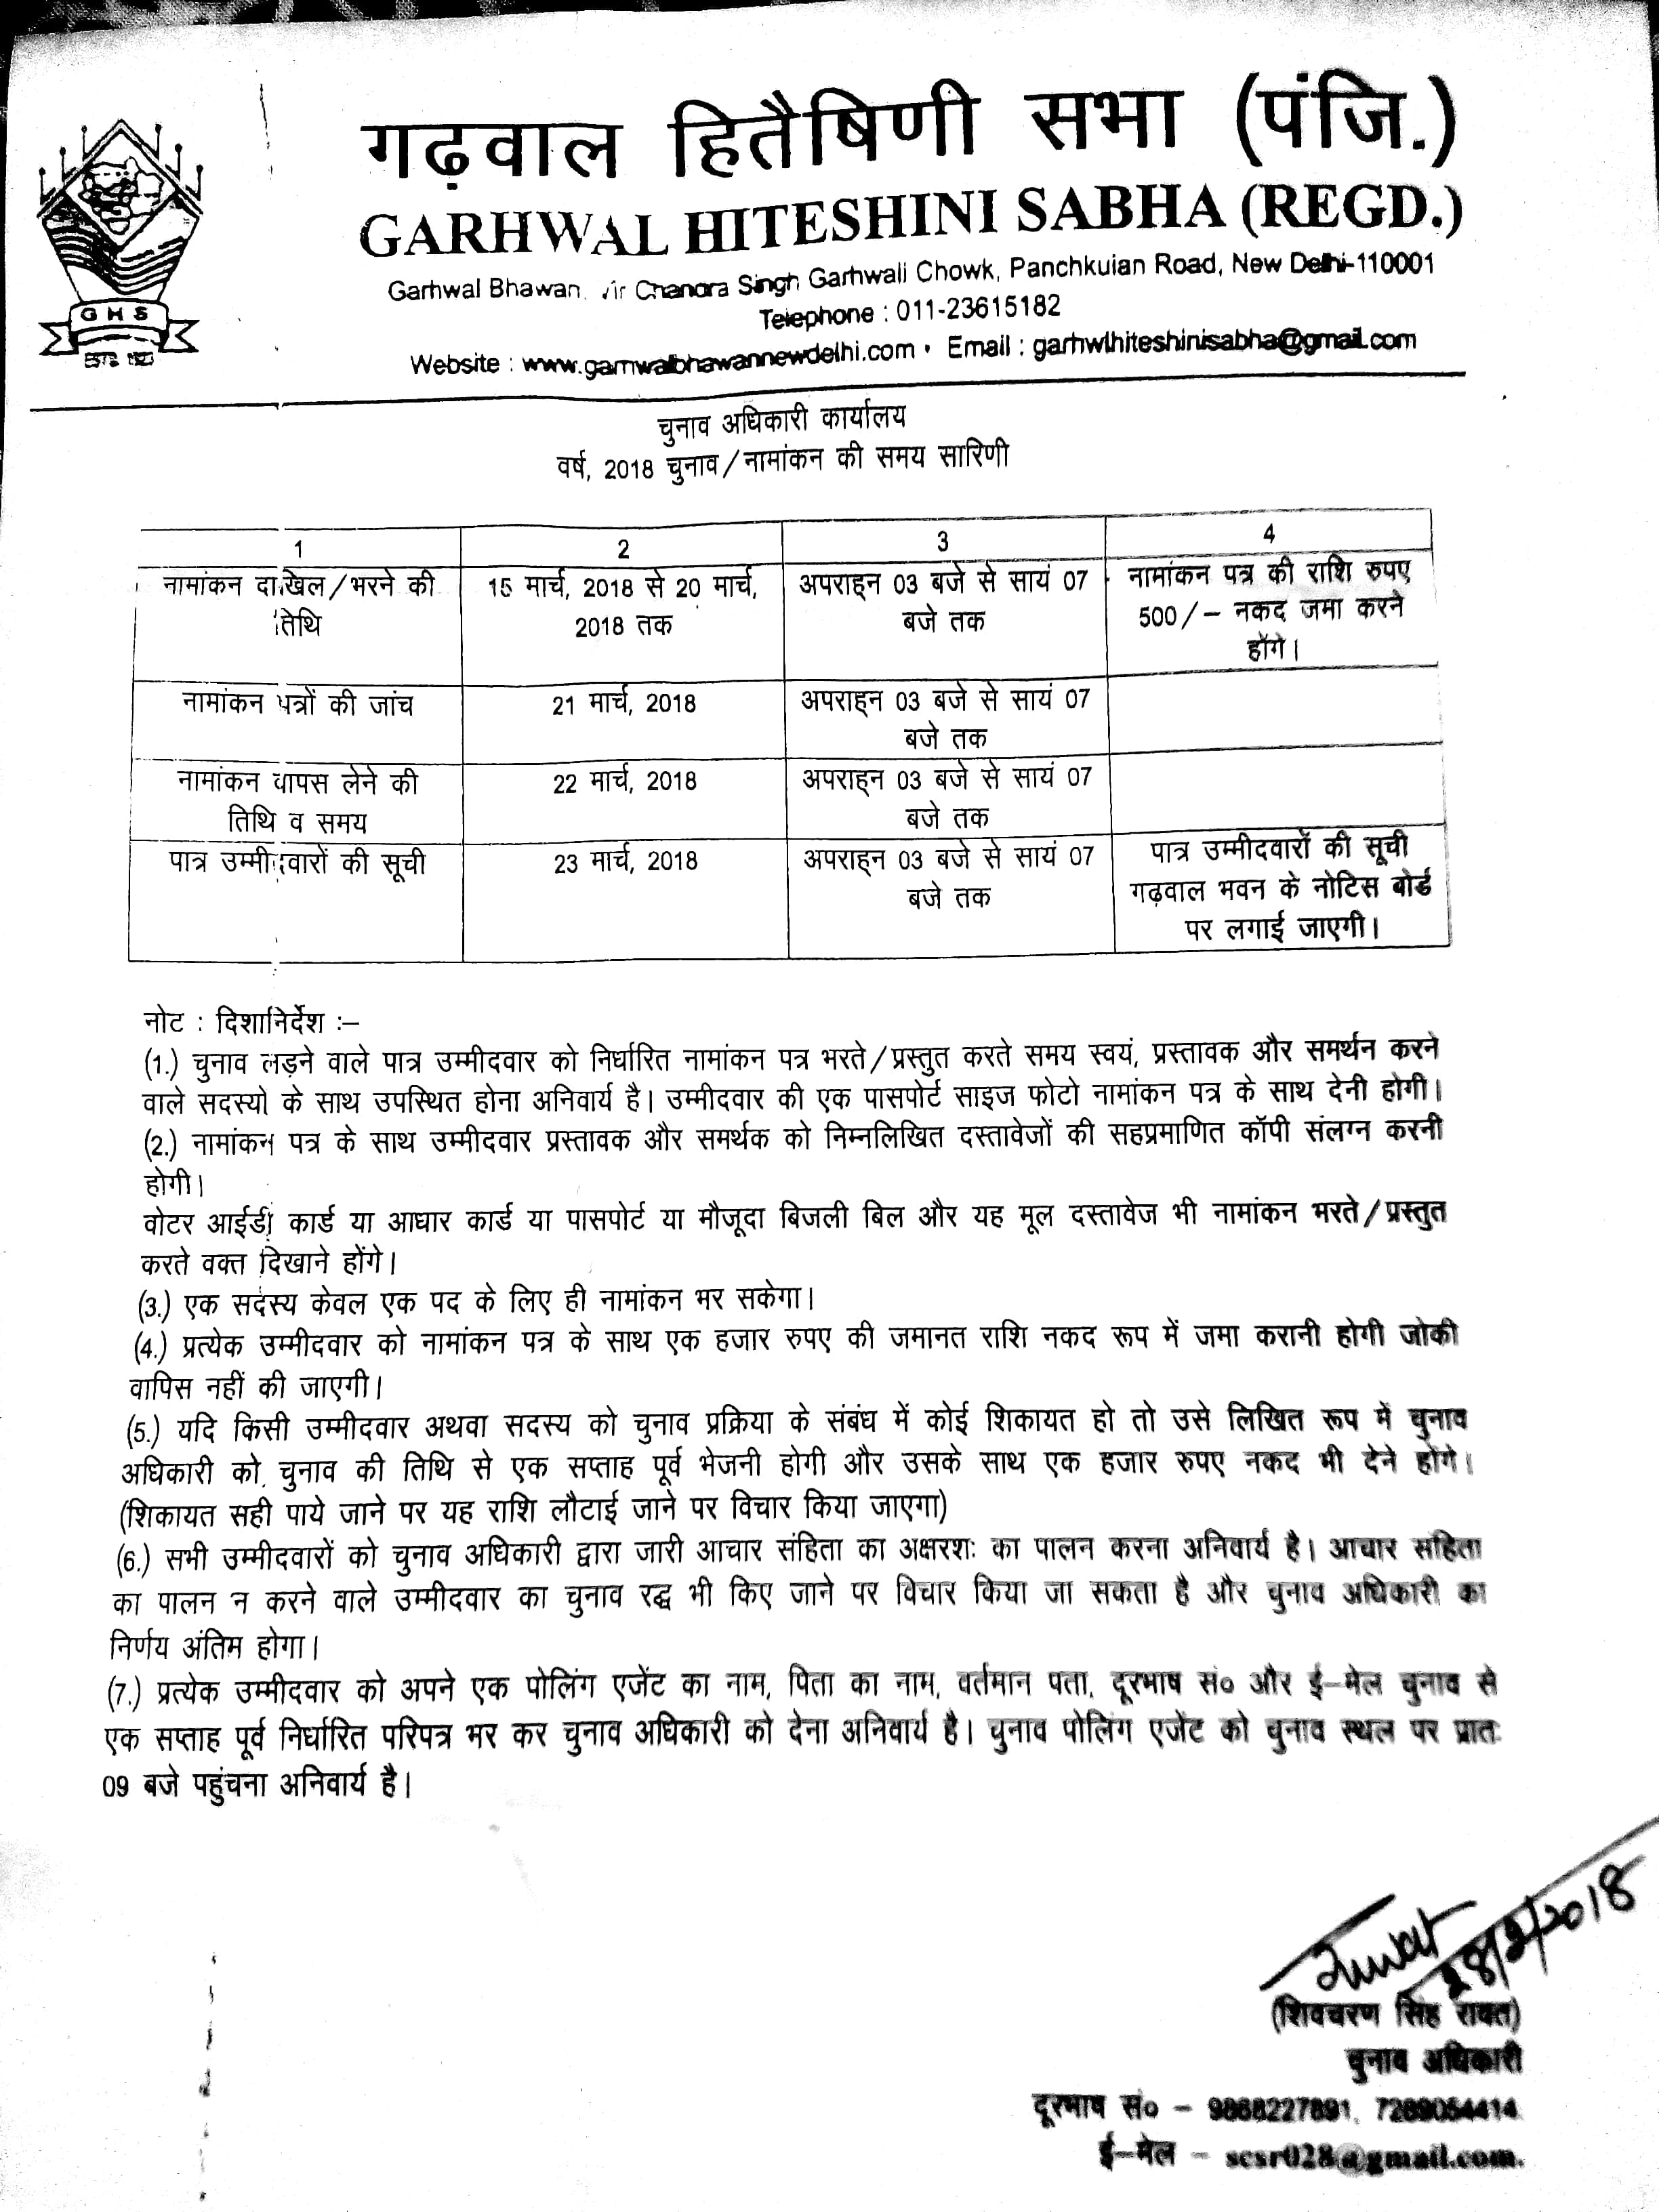 गढ़वाल हितैषिणी सभा (पंजि.)
GARHWAL HITESHINI SABHA (REGD.)
Garhwal Bhawan, Vir Chandra Singh Garhwali Chowk, Panchkuian Road, New Delhi-110001
Telephone : 011-23615182
Website : www.garhwalbhawannewdelhi.com • Email : garhwlhiteshinisabha@gmail.com
G H S
ESTD. 1923
चुनाव अधिकारी कार्यालय
वर्ष, 2018 चुनाव/नामांकन की समय सारिणी
1 2 3 4
नामांकन दाखिल/भरने की तिथि
15 मार्च, 2018 से 20 मार्च, 2018 तक
अपराह्न 03 बजे से सायं 07 बजे तक
नामांकन पत्र की राशि रुपए 500/– नकद जमा करने होंगे।
नामांकन पत्रों की जांच
21 मार्च, 2018
अपराह्न 03 बजे से सायं 07 बजे तक
नामांकन वापस लेने की तिथि व समय
22 मार्च, 2018
अपराह्न 03 बजे से सायं 07 बजे तक
पात्र उम्मीदवारों की सूची
23 मार्च, 2018
अपराह्न 03 बजे से सायं 07 बजे तक
पात्र उम्मीदवारों की सूची गढ़वाल भवन के नोटिस बोर्ड पर लगाई जाएगी।
नोट : दिशानिर्देश :–
(1.) चुनाव लड़ने वाले पात्र उम्मीदवार को निर्धारित नामांकन पत्र भरते/प्रस्तुत करते समय स्वयं, प्रस्तावक और समर्थन करने
वाले सदस्यो के साथ उपस्थित होना अनिवार्य है। उम्मीदवार की एक पासपोर्ट साइज फोटो नामांकन पत्र के साथ देनी होगी।
(2.) नामांकन पत्र के साथ उम्मीदवार प्रस्तावक और समर्थक को निम्नलिखित दस्तावेजों की सहप्रमाणित कॉपी संलग्न करनी
होगी।
वोटर आईडी कार्ड या आधार कार्ड या पासपोर्ट या मौजूदा बिजली बिल और यह मूल दस्तावेज भी नामांकन भरते/प्रस्तुत
करते वक्त दिखाने होंगे।
(3.) एक सदस्य केवल एक पद के लिए ही नामांकन भर सकेगा।
(4.) प्रत्येक उम्मीदवार को नामांकन पत्र के साथ एक हजार रुपए की जमानत राशि नकद रूप में जमा करानी होगी जोकी
वापिस नहीं की जाएगी।
(5.) यदि किसी उम्मीदवार अथवा सदस्य को चुनाव प्रक्रिया के संबंध में कोई शिकायत हो तो उसे लिखित रूप में चुनाव
अधिकारी को चुनाव की तिथि से एक सप्ताह पूर्व भेजनी होगी और उसके साथ एक हजार रुपए नकद भी देने होगे।
(शिकायत सही पाये जाने पर यह राशि लौटाई जाने पर विचार किया जाएगा)
(6.) सभी उम्मीदवारों को चुनाव अधिकारी द्वारा जारी आचार संहिता का अक्षरशः का पालन करना अनिवार्य है। आचार संहिता
का पालन न करने वाले उम्मीदवार का चुनाव रद्ध भी किए जाने पर विचार किया जा सकता है और चुनाव अधिकारी का
निर्णय अंतिम होगा।
(7.) प्रत्येक उम्मीदवार को अपने एक पोलिंग एजेंट का नाम, पिता का नाम, वर्तमान पता, दूरभाष सं० और ई–मेल चुनाव से
एक सप्ताह पूर्व निर्धारित परिपत्र भर कर चुनाव अधिकारी को देना अनिवार्य है। चुनाव पोलिंग एजेंट को चुनाव स्थल पर प्रातः
09 बजे पहुंचना अनिवार्य है।
28/2/2018
(शिवचरण सिंह रावत)
चुनाव अधिकारी
दूरभाष सं० – 9868227891, 7289054414
ई–मेल – scsr028@gmail.com.